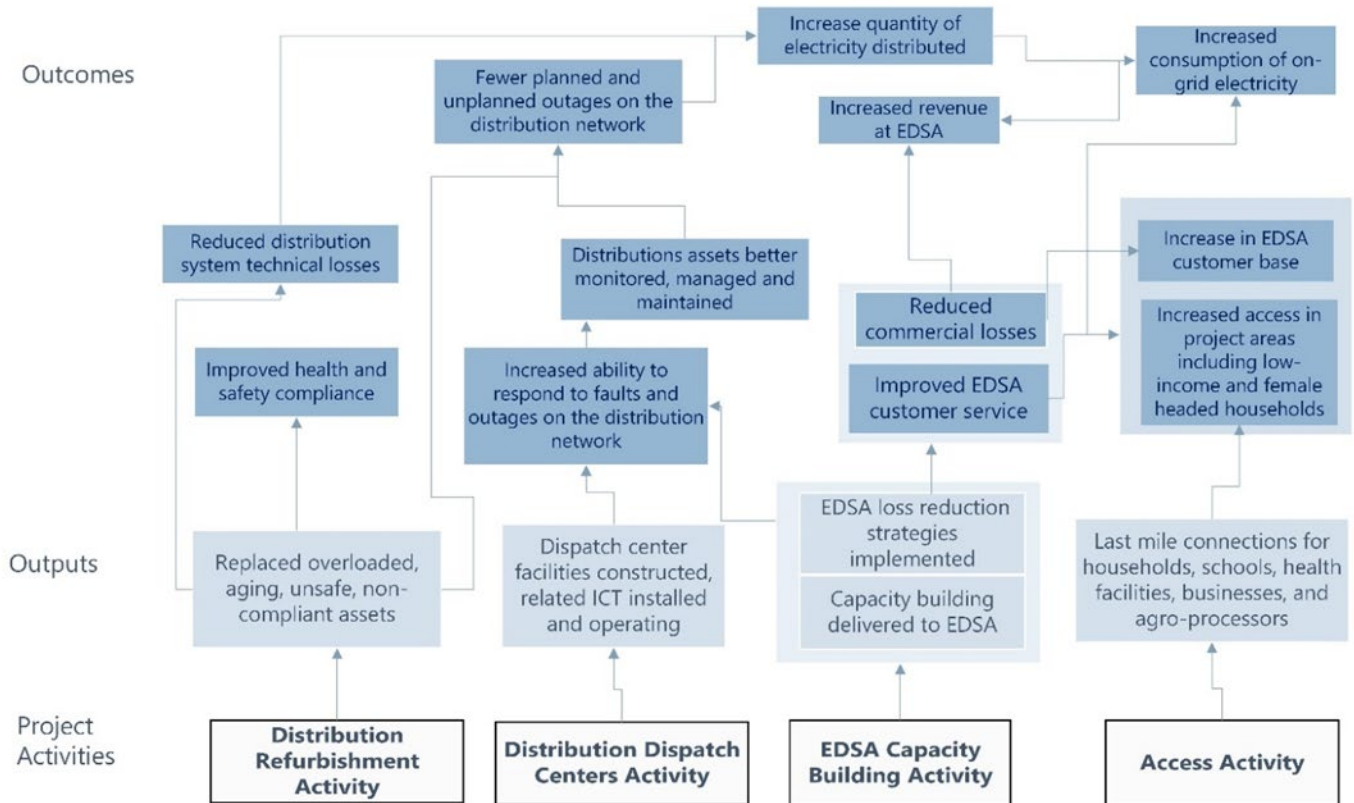 Outcomes
Increase quantity of
electricity distributed
Increased
consumption of on-
grid electricity
Fewer planned and
unplanned outages on the
distribution network
Increased revenue
at EDSA
Reduced distribution
system technical losses
Distributions assets better
monitored, managed and
maintained
Increase in EDSA
customer base
Reduced
commercial losses
Increased access in
project areas
including low-
income and female
headed households
Improved health and
safety compliance
Increased ability to
respond to faults and
outages on the distribution
network
Improved EDSA
customer service
Outputs
Replaced overloaded,
aging, unsafe, non-
compliant assets
Dispatch center
facilities constructed,
related ICT installed
and operating
EDSA loss reduction
strategies
implemented
Capacity building
delivered to EDSA
Last mile connections for
households, schools, health
facilities, businesses, and
agro-processors
Project
Activities
Distribution
Refurbishment
Activity
Distribution Dispatch
Centers Activity
EDSA Capacity
Building Activity
Access Activity